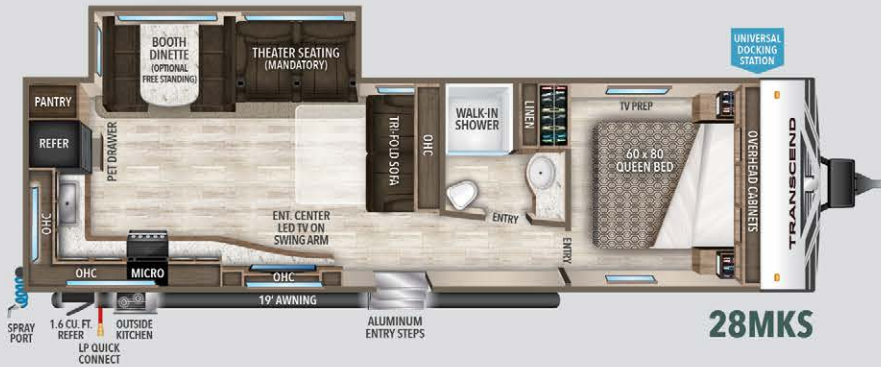 BOOTH
DINETTE
(OPTIONAL
FREE STANDING)
THEATER SEATING
(MANDATORY)
UNIVERSAL
DOCKING
STATION
PANTRY
REFER
PET DRAWER
TRI-FOLD SOFA
OHC
WALK-IN
SHOWER
LINEN
TV PREP
60 x 80
QUEEN BED
OVERHEAD CABINETS
TRANSCEND
OHC
ENT. CENTER
LED TV ON
SWING ARM
ENTRY
ENTRY
OHC
MICRO
OHC
19' AWNING
SPRAY
PORT
1.6 CU. FT.
REFER
LP QUICK
CONNECT
OUTSIDE
KITCHEN
ALUMINUM
ENTRY STEPS
28MKS